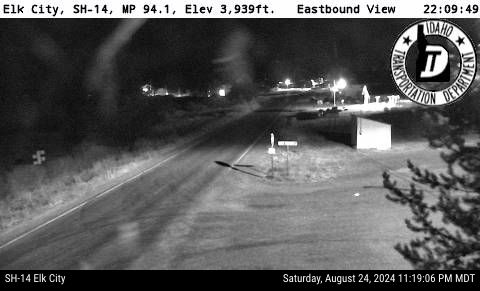 Elk City, SH-14, MP 94.1, Elev 3,939ft. Eastbound View 22:09:49
IDAHO
TRANSPORTATION DEPARTMENT
SH-14 Elk City Saturday, August 24, 2024 11:19:06 PM MDT